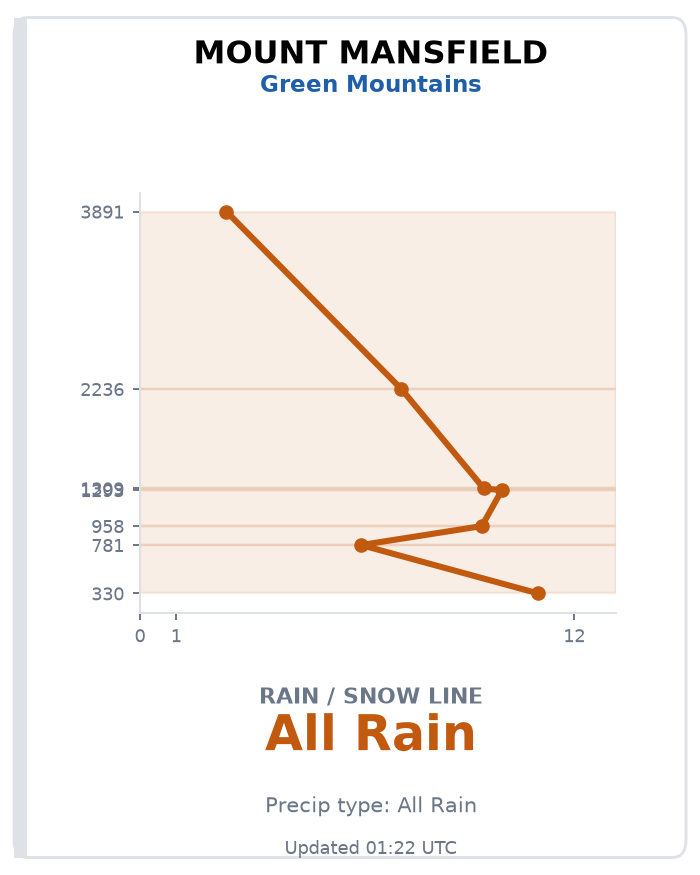 MOUNT MANSFIELD
Green Mountains
3891
2236
958
781
330
0 1 12
RAIN / SNOW LINE
All Rain
Precip type: All Rain
Updated 01:22 UTC